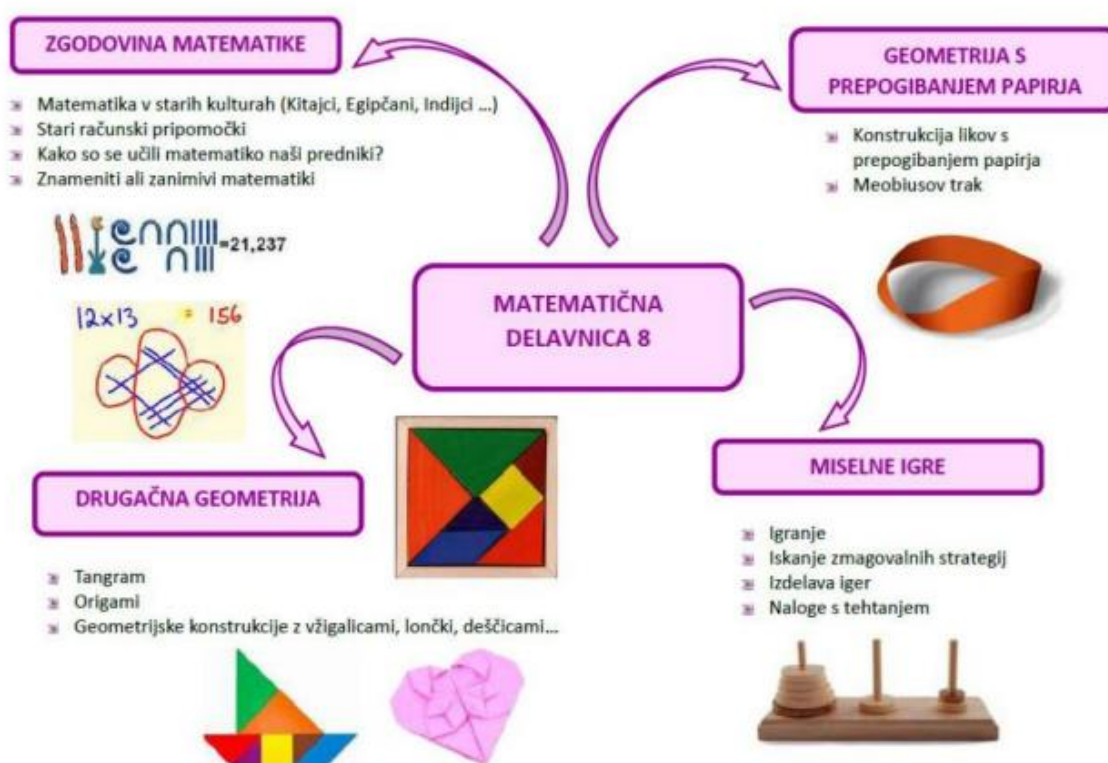 ZGODOVINA MATEMATIKE
Matematika v starih kulturah (Kitajci, Egipčani, Indijci ...)
Stari računski pripomočki
Kako so se učili matematiko naši predniki?
Znameniti ali zanimivi matematiki
=21,237
12x13 = 156
GEOMETRIJA S
PREPOGIBANJEM PAPIRJA
Konstrukcija likov s
prepogibanjem papirja
Meobiusov trak
MATEMATIČNA
DELAVNICA 8
DRUGAČNA GEOMETRIJA
Tangram
Origami
Geometrijske konstrukcije z vžigalicami, lončki, deščicami...
MISELNE IGRE
Igranje
Iskanje zmagovalnih strategij
Izdelava iger
Naloge s tehtanjem